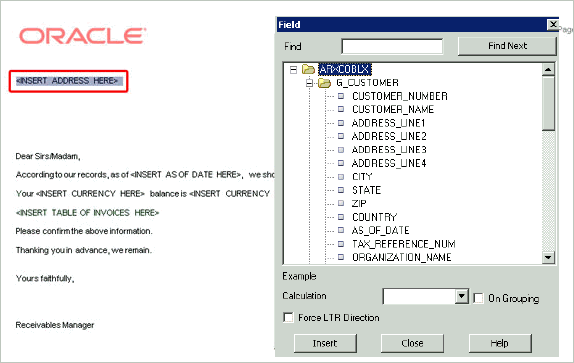 ORACLE
<INSERT ADDRESS HERE>
Dear Sirs/Madam,
According to our records, as of <INSERT AS OF DATE HERE>, we sho
Your <INSERT CURRENCY HERE> balance is <INSERT CURRENCY
<INSERT TABLE OF INVOICES HERE>
Please confirm the above information.
Thanking you in advance, we remain.
Yours faithfully,
Receivables Manager
Field
Page
Find
Find Next
ARXCOBLX
G_CUSTOMER
CUSTOMER_NUMBER
CUSTOMER_NAME
ADDRESS_LINE1
ADDRESS_LINE2
ADDRESS_LINE3
ADDRESS_LINE4
CITY
STATE
ZIP
COUNTRY
AS_OF_DATE
TAX_REFERENCE_NUM
ORGANIZATION_NAME
Example
Calculation
On Grouping
Force LTR Direction
Insert
Close
Help